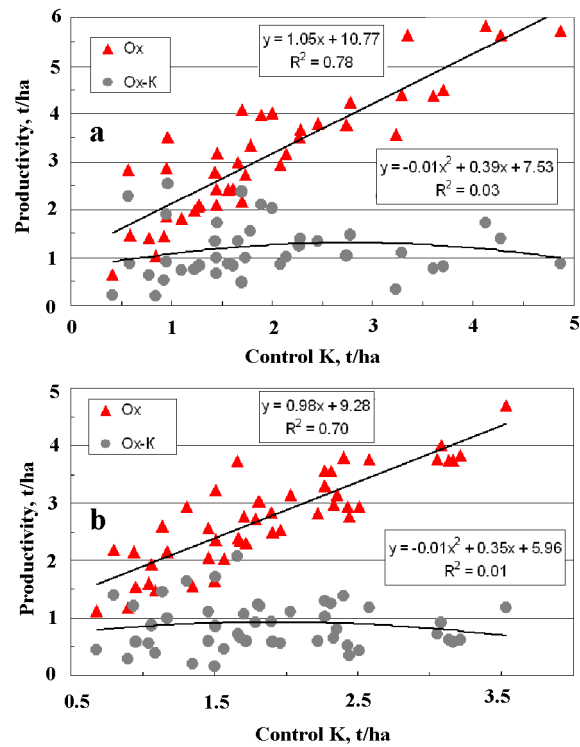 6
5
4
3
2
1
0
Productivity, t/ha
Ox
Ox-K
a
y = 1.05x + 10.77
R² = 0.78
y = -0.01x² + 0.39x + 7.53
R² = 0.03
0 1 2 3 4 5
Control K, t/ha
5
4
3
2
1
0
Productivity, t/ha
Ox
Ox-K
b
y = 0.98x + 9.28
R² = 0.70
y = -0.01x² + 0.35x + 5.96
R² = 0.01
0.5 1.5 2.5 3.5
Control K, t/ha